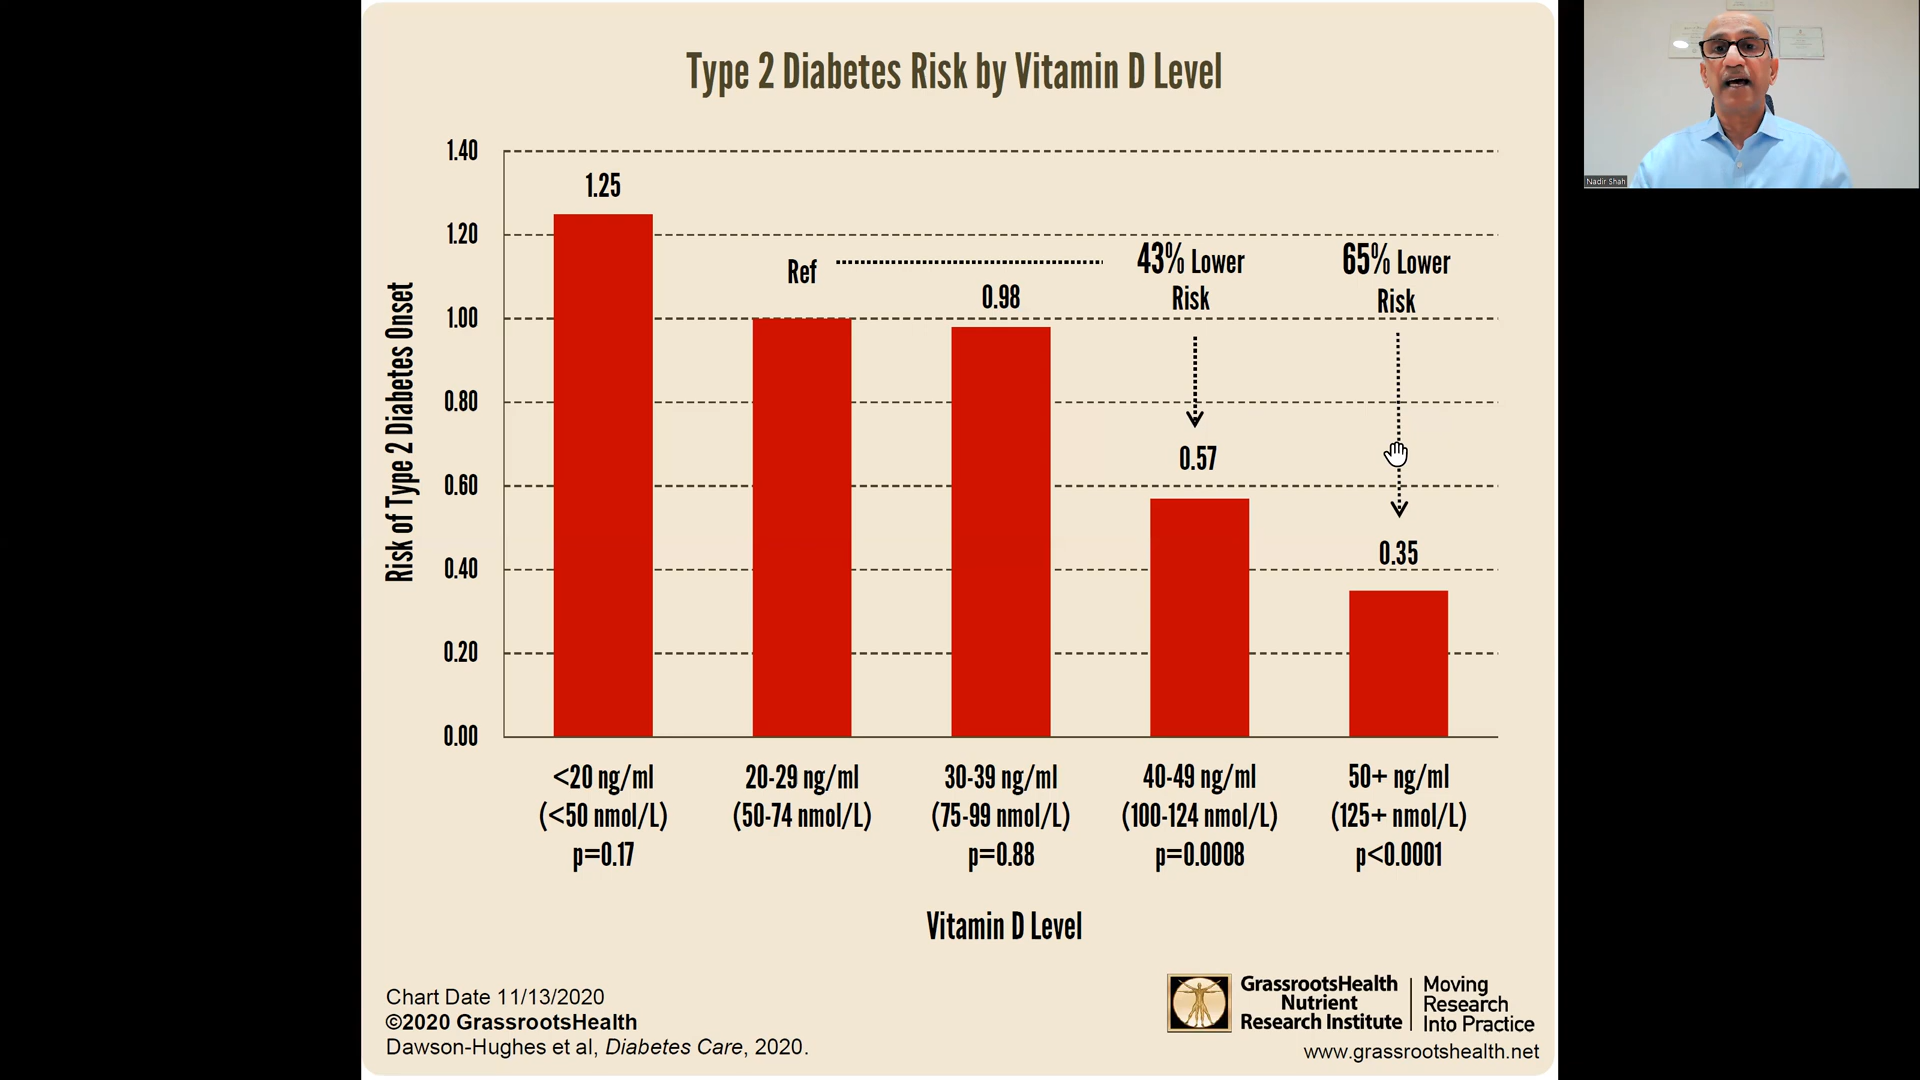 Type 2 Diabetes Risk by Vitamin D Level
Nadir Shah
Risk of Type 2 Diabetes Onset
1.40
1.20
1.00
0.80
0.60
0.40
0.20
0.00
1.25
Ref
0.98
43% Lower
Risk
0.57
65% Lower
Risk
0.35
<20 ng/ml
(<50 nmol/L)
p=0.17
20-29 ng/ml
(50-74 nmol/L)
30-39 ng/ml
(75-99 nmol/L)
p=0.88
40-49 ng/ml
(100-124 nmol/L)
p=0.0008
50+ ng/ml
(125+ nmol/L)
p<0.0001
Vitamin D Level
Chart Date 11/13/2020
©2020 GrassrootsHealth
Dawson-Hughes et al, Diabetes Care, 2020.
GrassrootsHealth
Nutrient
Research Institute
Moving
Research
Into Practice
www.grassrootshealth.net